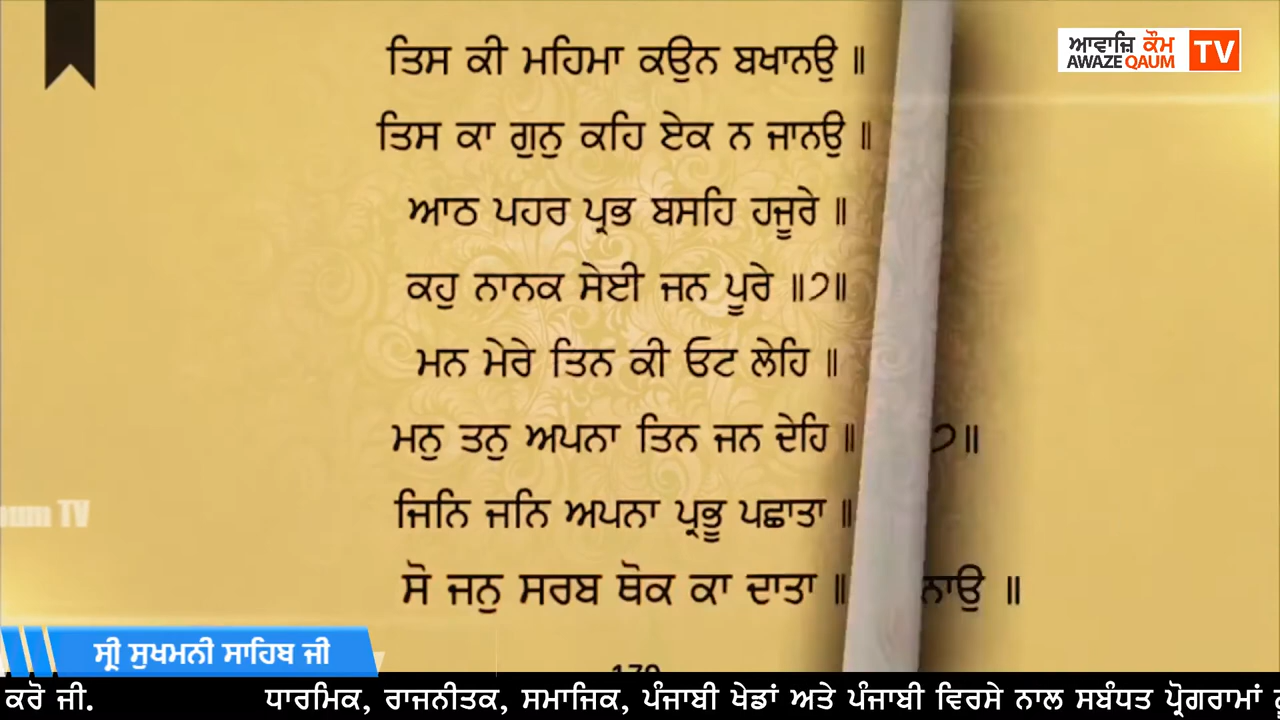 ਆਵਾਜ਼ਿ ਕੌਮ
AWAZE QAUM
TV
ਤਿਸ ਕੀ ਮਹਿਮਾ ਕਉਨ ਬਖਾਨਉ ॥
ਤਿਸ ਕਾ ਗੁਨੁ ਕਹਿ ਏਕ ਨ ਜਾਨਉ ॥
ਆਠ ਪਹਰ ਪ੍ਰਭ ਬਸਹਿ ਹਜੂਰੇ ॥
ਕਹੁ ਨਾਨਕ ਸੇਈ ਜਨ ਪੂਰੇ ॥੭॥
ਮਨ ਮੇਰੇ ਤਿਨ ਕੀ ਓਟ ਲੇਹਿ ॥
ਮਨੁ ਤਨੁ ਅਪਨਾ ਤਿਨ ਜਨ ਦੇਹਿ ॥ ੭॥
ਜਿਨਿ ਜਨਿ ਅਪਨਾ ਪ੍ਰਭੂ ਪਛਾਤਾ ॥
ਸੋ ਜਨੁ ਸਰਬ ਥੋਕ ਕਾ ਦਾਤਾ ॥ ਨਾਉ ॥
TV
ਸ੍ਰੀ ਸੁਖਮਨੀ ਸਾਹਿਬ ਜੀ
ਕਰੋ ਜੀ. ਧਾਰਮਿਕ, ਰਾਜਨੀਤਕ, ਸਮਾਜਿਕ, ਪੰਜਾਬੀ ਖੇਡਾਂ ਅਤੇ ਪੰਜਾਬੀ ਵਿਰਸੇ ਨਾਲ ਸਬੰਧਤ ਪ੍ਰੋਗਰਾਮਾਂ